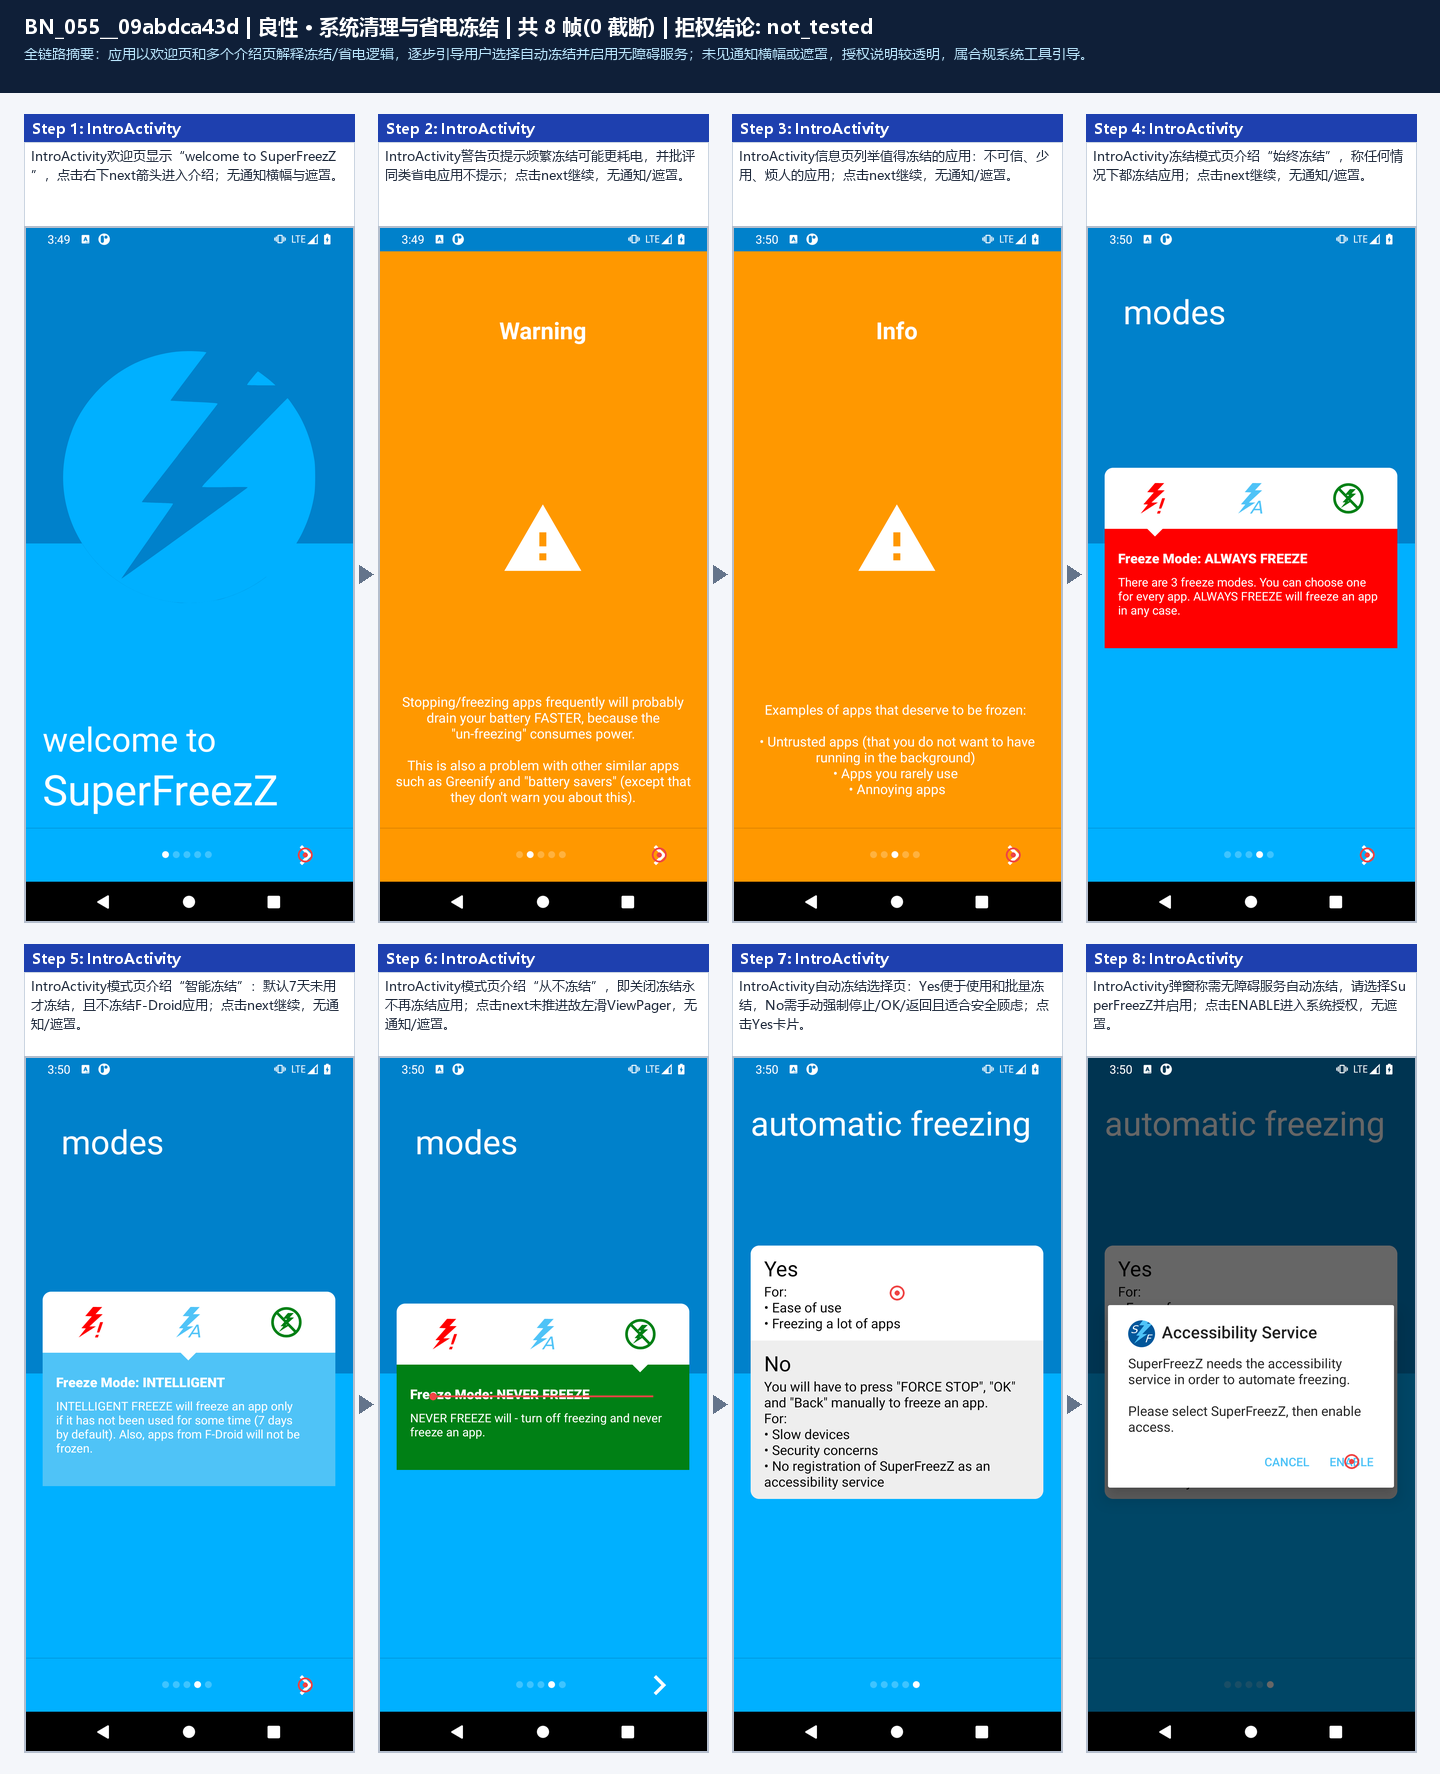 BN_055__09abdca43d | 良性 • 系统清理与省电冻结 | 共 8 帧(0 截断) | 拒权结论: not_tested
全链路摘要：应用以欢迎页和多个介绍页解释冻结/省电逻辑，逐步引导用户选择自动冻结并启用无障碍服务；未见通知横幅或遮罩，授权说明较透明，属合规系统工具引导。
Step 1: IntroActivity
IntroActivity欢迎页显示“welcome to SuperFreezZ
”，点击右下next箭头进入介绍；无通知横幅与遮罩。
3:49
LTE
welcome to
SuperFreezZ
Step 2: IntroActivity
IntroActivity警告页提示频繁冻结可能更耗电，并批评
同类省电应用不提示；点击next继续，无通知/遮罩。
3:49
LTE
Warning
Stopping/freezing apps frequently will probably
drain your battery FASTER, because the
"un-freezing" consumes power.
This is also a problem with other similar apps
such as Greenify and "battery savers" (except that
they don't warn you about this).
Step 3: IntroActivity
IntroActivity信息页列举值得冻结的应用：不可信、少
用、烦人的应用；点击next继续，无通知/遮罩。
3:50
LTE
Info
Examples of apps that deserve to be frozen:
• Untrusted apps (that you do not want to have
running in the background)
• Apps you rarely use
• Annoying apps
Step 4: IntroActivity
IntroActivity冻结模式页介绍“始终冻结”，称任何情
况下都冻结应用；点击next继续，无通知/遮罩。
3:50
LTE
modes
Freeze Mode: ALWAYS FREEZE
There are 3 freeze modes. You can choose one
for every app. ALWAYS FREEZE will freeze an app
in any case.
Step 5: IntroActivity
IntroActivity模式页介绍“智能冻结”：默认7天未用
才冻结，且不冻结F-Droid应用；点击next继续，无通
知/遮罩。
3:50
LTE
modes
Freeze Mode: INTELLIGENT
INTELLIGENT FREEZE will freeze an app only
if it has not been used for some time (7 days
by default). Also, apps from F-Droid will not be
frozen.
Step 6: IntroActivity
IntroActivity模式页介绍“从不冻结”，即关闭冻结永
不再冻结应用；点击next未推进故左滑ViewPager，无
通知/遮罩。
3:50
LTE
modes
Freeze Mode: NEVER FREEZE
NEVER FREEZE will - turn off freezing and never
freeze an app.
Step 7: IntroActivity
IntroActivity自动冻结选择页：Yes便于使用和批量冻
结，No需手动强制停止/OK/返回且适合安全顾虑；点
击Yes卡片。
3:50
LTE
automatic freezing
Yes
For:
• Ease of use
• Freezing a lot of apps
No
You will have to press "FORCE STOP", "OK"
and "Back" manually to freeze an app.
For:
• Slow devices
• Security concerns
• No registration of SuperFreezZ as an
accessibility service
Step 8: IntroActivity
IntroActivity弹窗称需无障碍服务自动冻结，请选择Su
perFreezZ并启用；点击ENABLE进入系统授权，无遮
罩。
3:50
LTE
automatic freezing
Yes
For:
Accessibility Service
SuperFreezZ needs the accessibility
service in order to automate freezing.
Please select SuperFreezZ, then enable
access.
CANCEL ENABLE